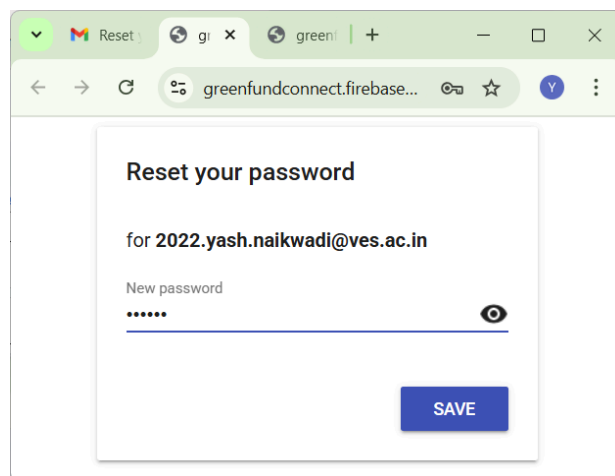 Reset
gr
greenf
greenfundconnect.firebase...
Y
Reset your password
for 2022.yash.naikwadi@ves.ac.in
New password
••••••
SAVE